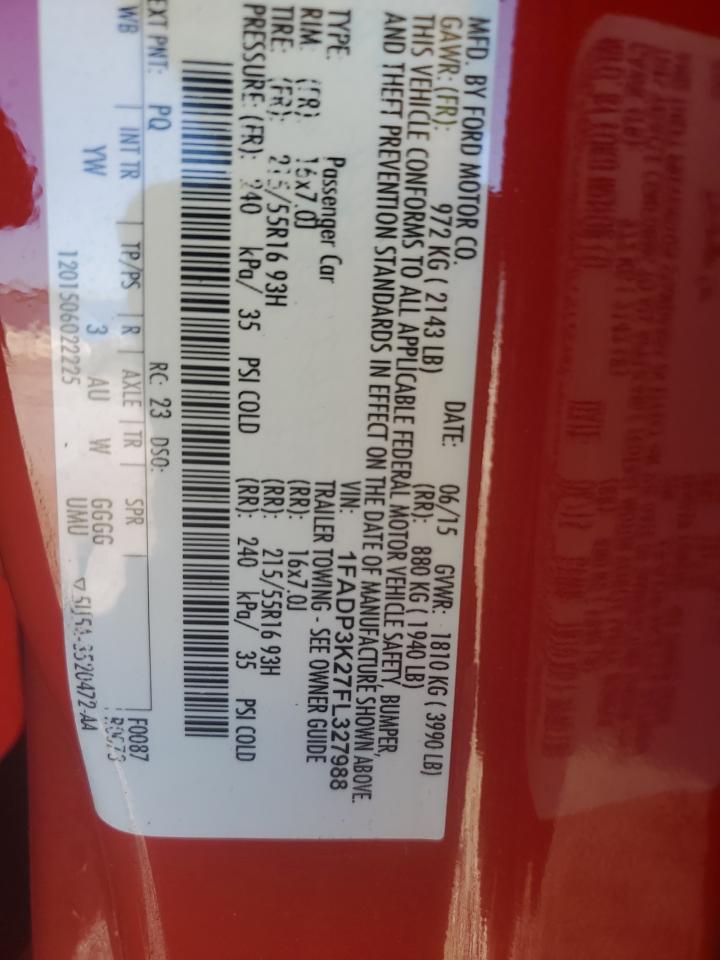 MFD. BY FORD MOTOR CO.
DATE: 06/15 GVWR: 1810 KG ( 3990 LB)
GAWR: (FR): 972 KG ( 2143 LB) (RR): 880 KG ( 1940 LB)
THIS VEHICLE CONFORMS TO ALL APPLICABLE FEDERAL MOTOR VEHICLE SAFETY, BUMPER,
AND THEFT PREVENTION STANDARDS IN EFFECT ON THE DATE OF MANUFACTURE SHOWN ABOVE.
VIN: 1FADP3K27FL327988
TYPE: Passenger Car TRAILER TOWING - SEE OWNER GUIDE
RIM: (FR): 16x7.0J (RR): 16x7.0J
TIRE: (FR): 215/55R16 93H (RR): 215/55R16 93H
PRESSURE: (FR): 240 kPa/ 35 PSI COLD (RR): 240 kPa/ 35 PSI COLD
EXT PNT: PQ RC: 23 DSO: F0087
WB INT TR TP/PS R AXLE TR SPR
YW 3 AU W GGGG
UMU
1201506022225